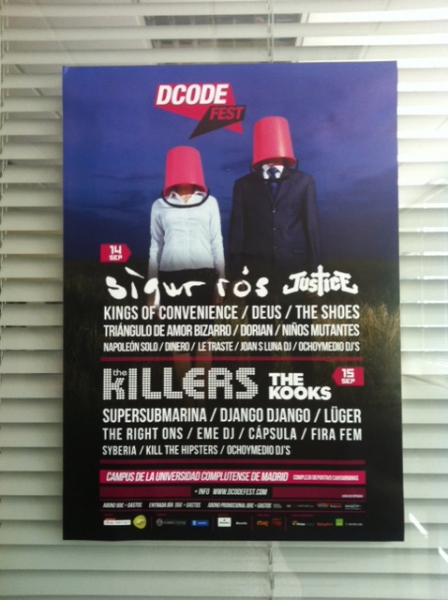 DCODE
FEST
14
SEP
sigur rós JUSTICE
KINGS OF CONVENIENCE / DEUS / THE SHOES
TRIÁNGULO DE AMOR BIZARRO / DORIAN / NIÑOS MUTANTES
NAPOLEÓN SOLO / DINERO / LE TRASTE / JOAN S LUNA DJ / OCHOYMEDIO DJ'S
15
SEP
the KiLLERS THE KOOKS
SUPERSUBMARINA / DJANGO DJANGO / LÜGER
THE RIGHT ONS / EME DJ / CÁPSULA / FIRA FEM
SYBERIA / KILL THE HIPSTERS / OCHOYMEDIO DJ'S
CAMPUS DE LA UNIVERSIDAD COMPLUTENSE DE MADRID COMPLEJO DEPORTIVO CANTARRANAS
+ INFO WWW.DCODEFEST.COM